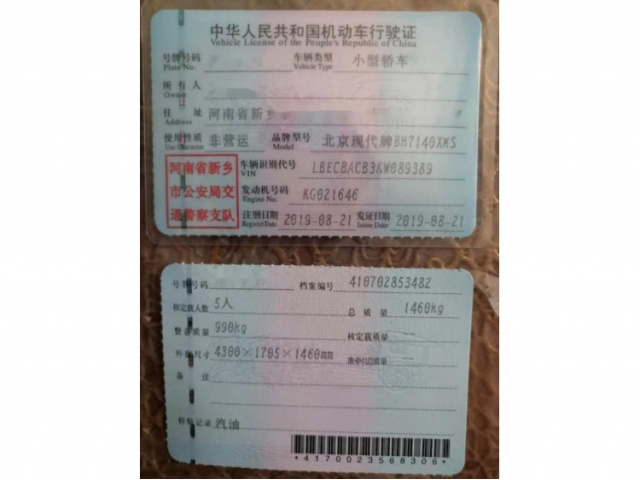 中华人民共和国机动车行驶证
Vehicle License of the People's Republic of China
号牌号码 车辆类型 小型轿车
Plate No. Vehicle Type
所有人
Owner
住址 河南省新乡
Address
使用性质 非营运 品牌型号 北京现代牌BH7140XMS
Use Character Model
河南省新乡 车辆识别代号 LBECBACB3KW089389
VIN
市公安局交 发动机号码 KG021646
Engine No.
通警察支队 注册日期 2019-08-21 发证日期 2019-08-21
Register Date Issue Date
号牌号码 档案编号 410702853482
核定载人数 5人 总质量 1460kg
整备质量 990kg 核定载质量 --
外廓尺寸 4300×1705×1460mm 准牵引总质量 --
备注
检验记录 汽油
*4170023568306*